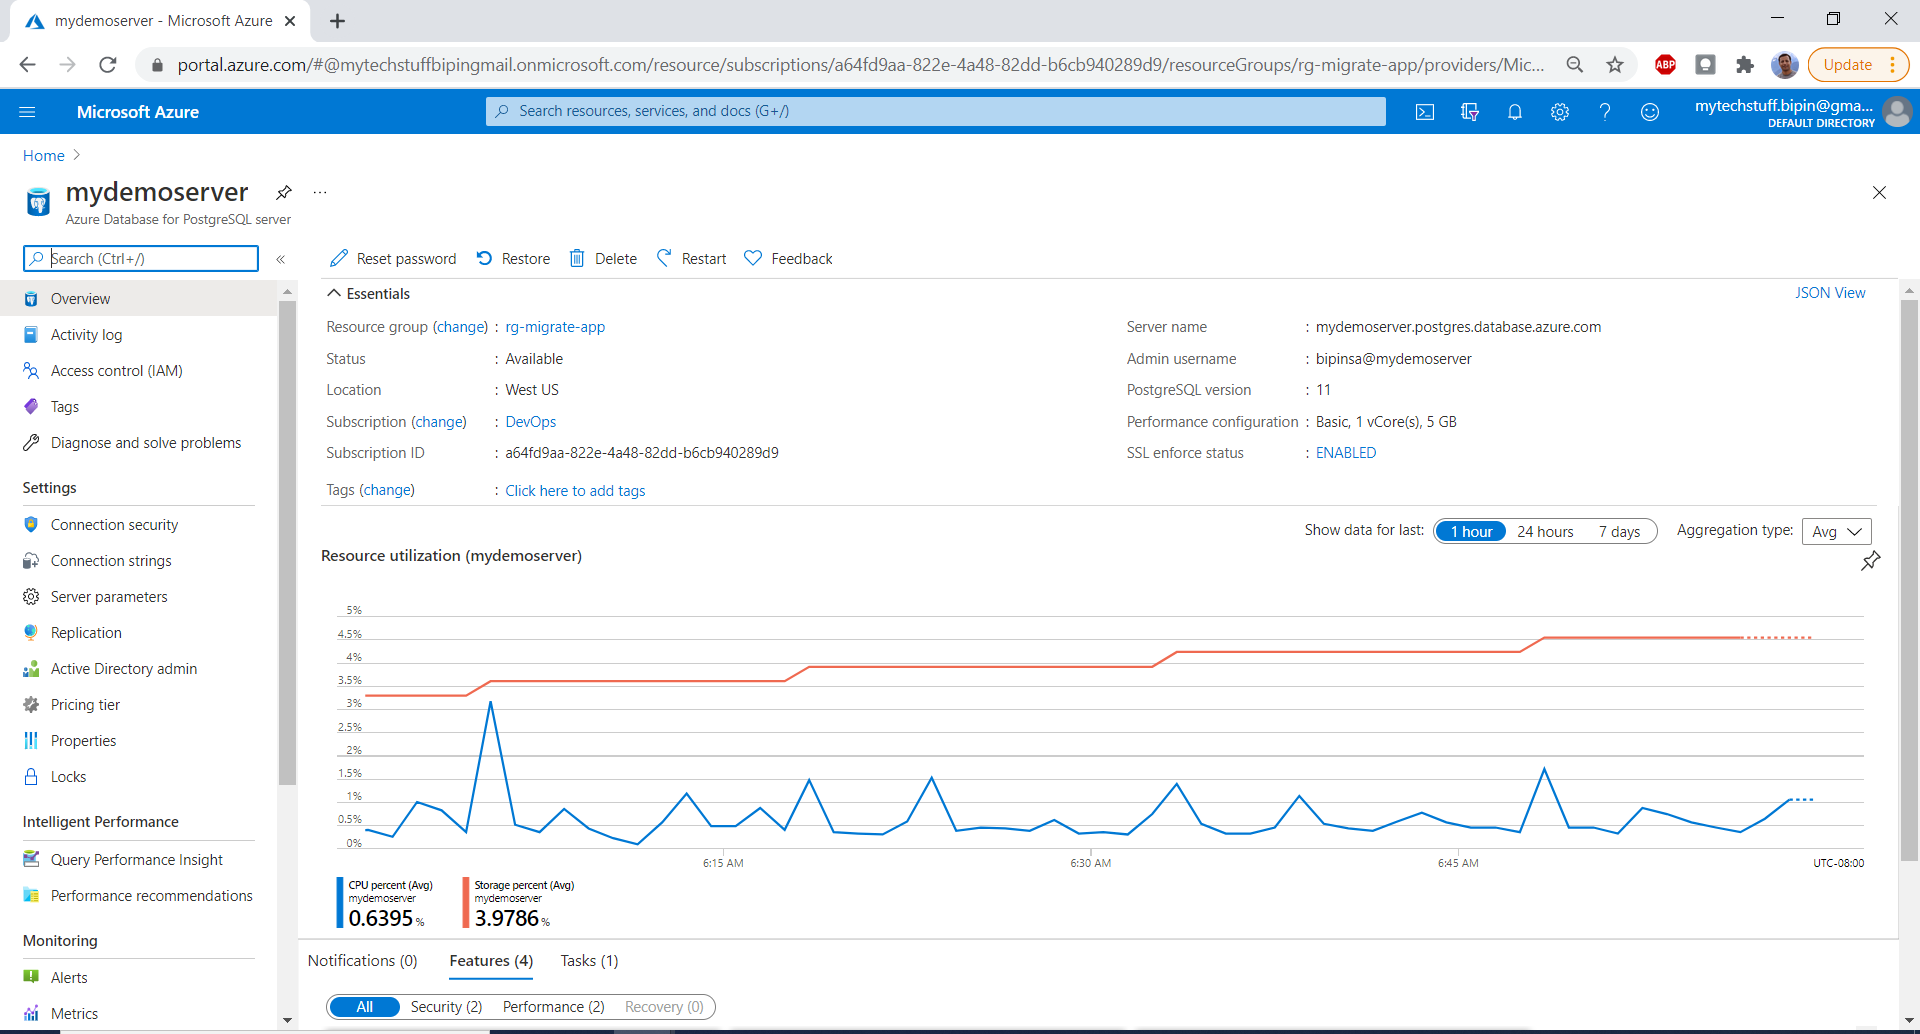 mydemoserver - Microsoft Azure
portal.azure.com/#@mytechstuffbipingmail.onmicrosoft.com/resource/subscriptions/a64fd9aa-822e-4a48-82dd-b6cb940289d9/resourceGroups/rg-migrate-app/providers/Mic...
ABP
Update
Microsoft Azure
Search resources, services, and docs (G+/)
mytechstuff.bipin@gma...
DEFAULT DIRECTORY
Home
mydemoserver
...
Azure Database for PostgreSQL server
Search (Ctrl+/)
«
Overview
Activity log
Access control (IAM)
Tags
Diagnose and solve problems
Settings
Connection security
Connection strings
Server parameters
Replication
Active Directory admin
Pricing tier
Properties
Locks
Intelligent Performance
Query Performance Insight
Performance recommendations
Monitoring
Alerts
Metrics
Reset password
Restore
Delete
Restart
Feedback
Essentials
JSON View
Resource group (change) : rg-migrate-app
Status : Available
Location : West US
Subscription (change) : DevOps
Subscription ID : a64fd9aa-822e-4a48-82dd-b6cb940289d9
Tags (change) : Click here to add tags
Server name : mydemoserver.postgres.database.azure.com
Admin username : bipinsa@mydemoserver
PostgreSQL version : 11
Performance configuration : Basic, 1 vCore(s), 5 GB
SSL enforce status : ENABLED
Show data for last: 1 hour 24 hours 7 days Aggregation type: Avg
Resource utilization (mydemoserver)
5%
4.5%
4%
3.5%
3%
2.5%
2%
1.5%
1%
0.5%
0%
6:15 AM
6:30 AM
6:45 AM
UTC-08:00
CPU percent (Avg)
mydemoserver
0.6395 %
Storage percent (Avg)
mydemoserver
3.9786 %
Notifications (0)
Features (4)
Tasks (1)
All
Security (2)
Performance (2)
Recovery (0)